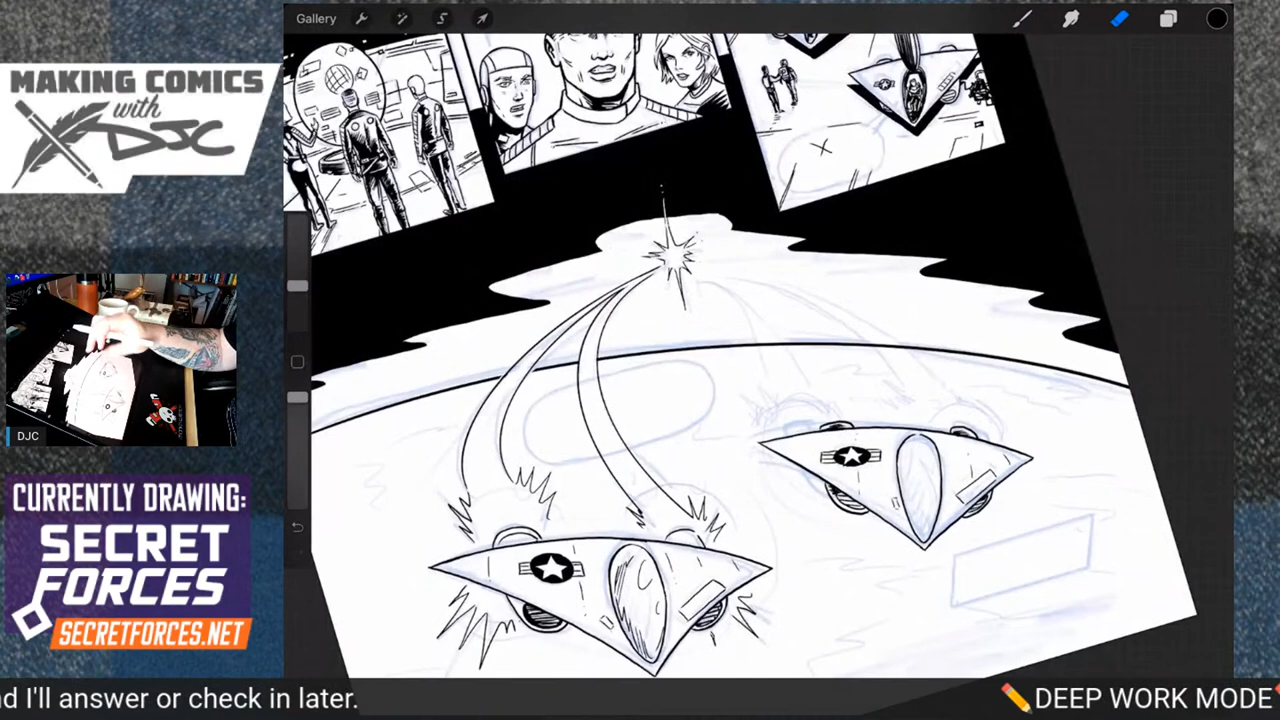 Gallery
MAKING COMICS
with
DJC
DJC
CURRENTLY DRAWING:
SECRET
FORCES
SECRETFORCES.NET
d I'll answer or check in later.
✏️DEEP WORK MODE